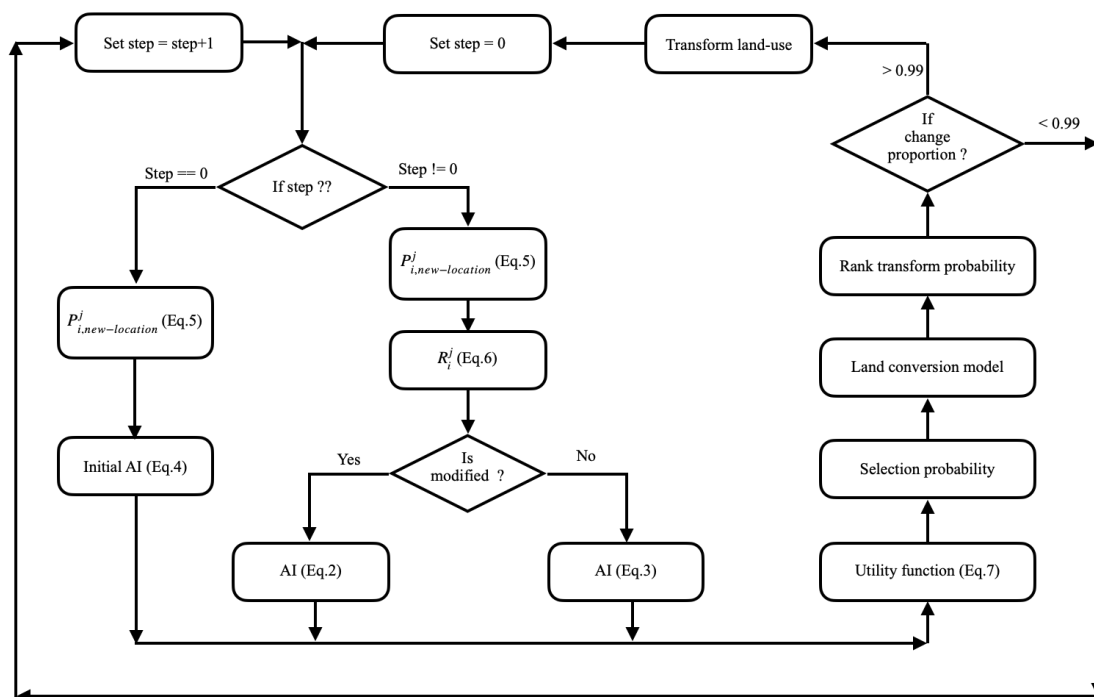 Set step = step+1
Set step = 0
Transform land-use
> 0.99
If
change
proportion ?
< 0.99
Step == 0
If step ??
Step != 0
P^j_{i,new−location} (Eq.5)
Rank transform probability
P^j_{i,new−location} (Eq.5)
R^j_i (Eq.6)
Land conversion model
Initial AI (Eq.4)
Yes
Is
modified ?
No
Selection probability
AI (Eq.2)
AI (Eq.3)
Utility function (Eq.7)